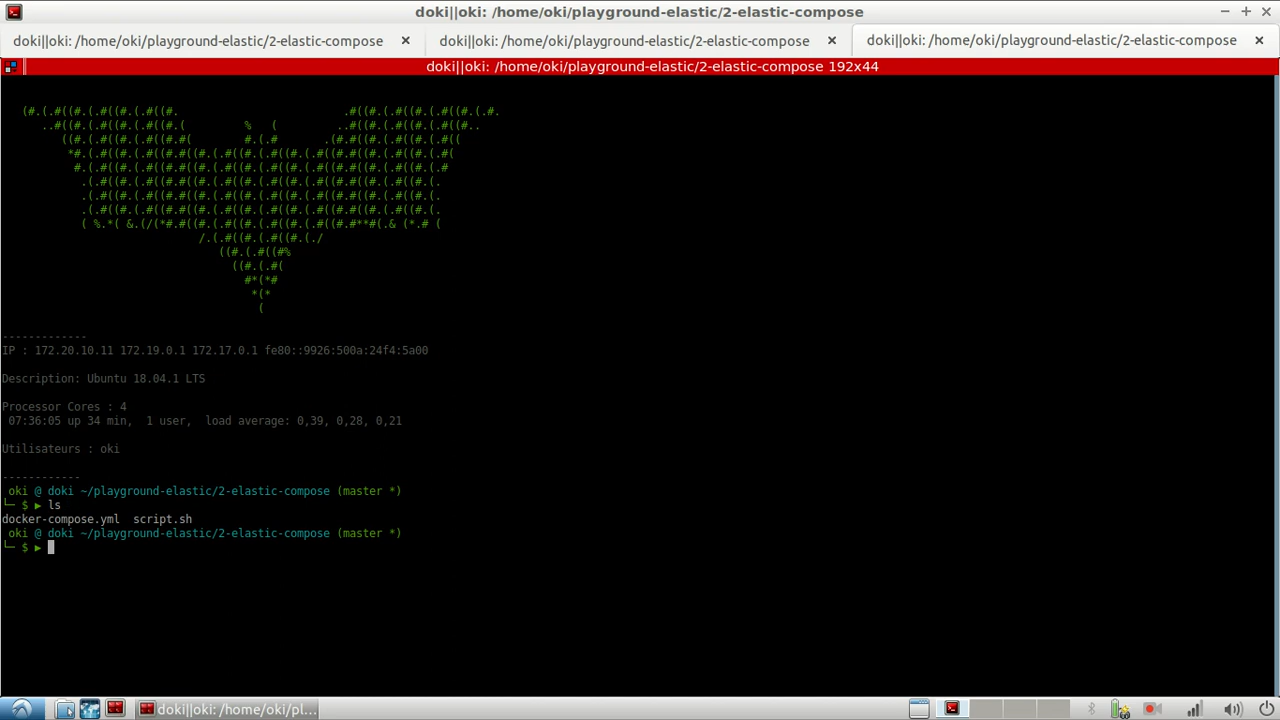 doki||oki: /home/oki/playground-elastic/2-elastic-compose
doki||oki: /home/oki/playground-elastic/2-elastic-compose
doki||oki: /home/oki/playground-elastic/2-elastic-compose
doki||oki: /home/oki/playground-elastic/2-elastic-compose
doki||oki: /home/oki/playground-elastic/2-elastic-compose 192x44
-------------
IP : 172.20.10.11 172.19.0.1 172.17.0.1 fe80::9926:500a:24f4:5a00
Description: Ubuntu 18.04.1 LTS
Processor Cores : 4
07:36:05 up 34 min,  1 user,  load average: 0,39, 0,28, 0,21
Utilisateurs : oki
------------
oki @ doki ~/playground-elastic/2-elastic-compose (master *)
└─ $ ▶ ls
docker-compose.yml  script.sh
oki @ doki ~/playground-elastic/2-elastic-compose (master *)
└─ $ ▶
doki||oki: /home/oki/pl...